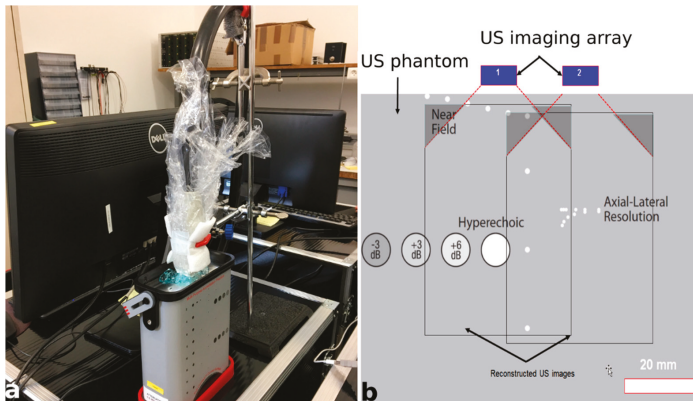 DELL
a
US imaging array
US phantom
1
2
Near
Field
Axial-Lateral
Resolution
Hyperechoic
-3
dB
+3
dB
+6
dB
Reconstructed US images
20 mm
b